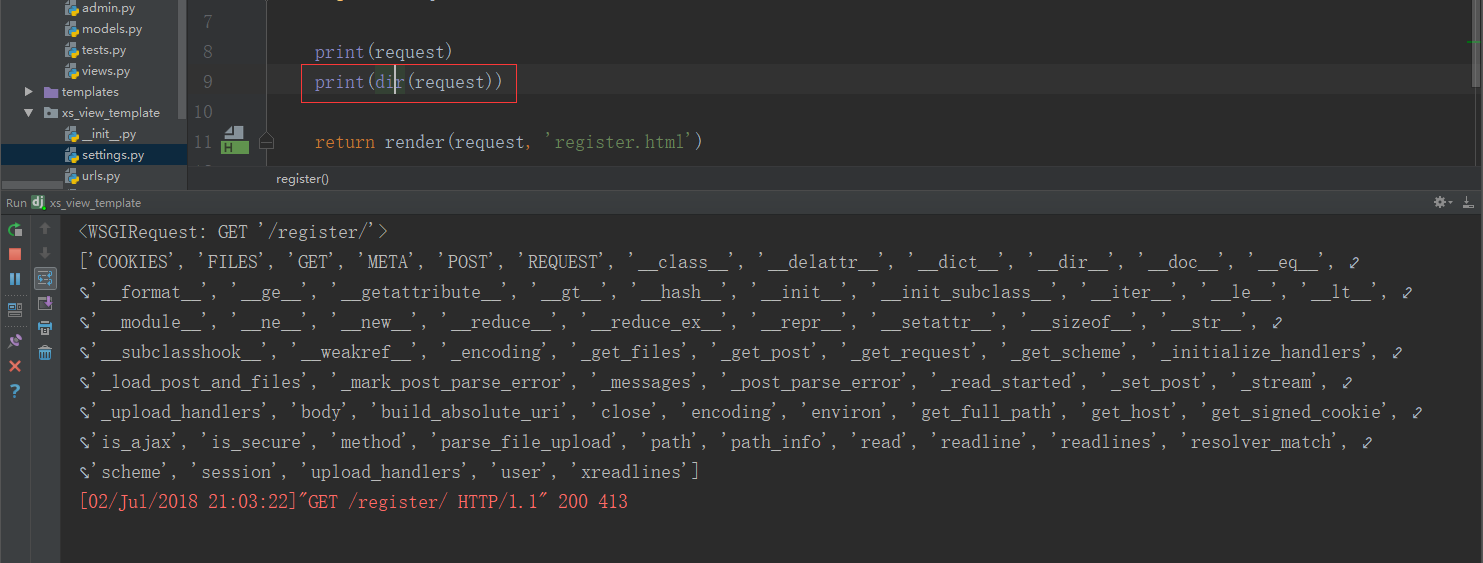 admin.py
models.py
tests.py
views.py
templates
xs_view_template
__init__.py
settings.py
urls.py
7
8 print(request)
9 print(dir(request))
10
11 return render(request, 'register.html')
register()
Run dj xs_view_template
<WSGIRequest: GET '/register/'>
['COOKIES', 'FILES', 'GET', 'META', 'POST', 'REQUEST', '__class__', '__delattr__', '__dict__', '__dir__', '__doc__', '__eq__',
'__format__', '__ge__', '__getattribute__', '__gt__', '__hash__', '__init__', '__init_subclass__', '__iter__', '__le__', '__lt__',
'__module__', '__ne__', '__new__', '__reduce__', '__reduce_ex__', '__repr__', '__setattr__', '__sizeof__', '__str__',
'__subclasshook__', '__weakref__', '_encoding', '_get_files', '_get_post', '_get_request', '_get_scheme', '_initialize_handlers',
'_load_post_and_files', '_mark_post_parse_error', '_messages', '_post_parse_error', '_read_started', '_set_post', '_stream',
'_upload_handlers', 'body', 'build_absolute_uri', 'close', 'encoding', 'environ', 'get_full_path', 'get_host', 'get_signed_cookie',
'is_ajax', 'is_secure', 'method', 'parse_file_upload', 'path', 'path_info', 'read', 'readline', 'readlines', 'resolver_match',
'scheme', 'session', 'upload_handlers', 'user', 'xreadlines']
[02/Jul/2018 21:03:22]"GET /register/ HTTP/1.1" 200 413